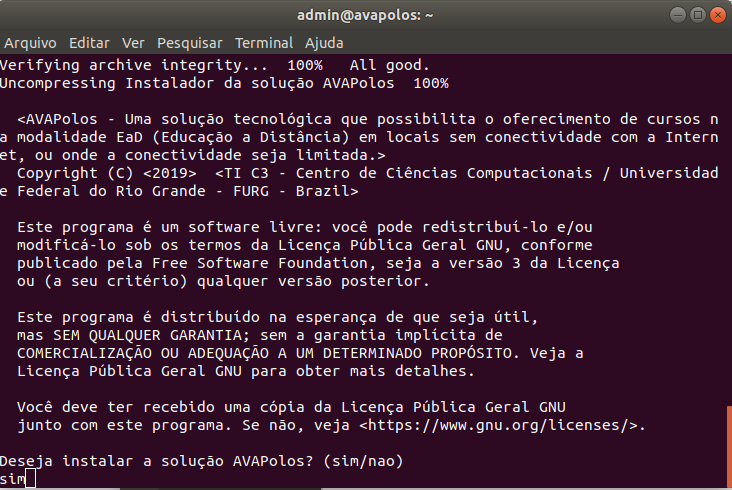 admin@avapolos: ~
Arquivo Editar Ver Pesquisar Terminal Ajuda
Verifying archive integrity...  100%   All good.
Uncompressing Instalador da solução AVAPolos  100%
<AVAPolos - Uma solução tecnológica que possibilita o oferecimento de cursos n
a modalidade EaD (Educação a Distância) em locais sem conectividade com a Intern
et, ou onde a conectividade seja limitada.>
Copyright (C) <2019>  <TI C3 - Centro de Ciências Computacionais / Universidad
e Federal do Rio Grande - FURG - Brazil>
Este programa é um software livre: você pode redistribuí-lo e/ou
modificá-lo sob os termos da Licença Pública Geral GNU, conforme
publicado pela Free Software Foundation, seja a versão 3 da Licença
ou (a seu critério) qualquer versão posterior.
Este programa é distribuído na esperança de que seja útil,
mas SEM QUALQUER GARANTIA; sem a garantia implícita de
COMERCIALIZAÇÃO OU ADEQUAÇÃO A UM DETERMINADO PROPÓSITO. Veja a
Licença Pública Geral GNU para obter mais detalhes.
Você deve ter recebido uma cópia da Licença Pública Geral GNU
junto com este programa. Se não, veja <https://www.gnu.org/licenses/>.
Deseja instalar a solução AVAPolos? (sim/nao)
sim